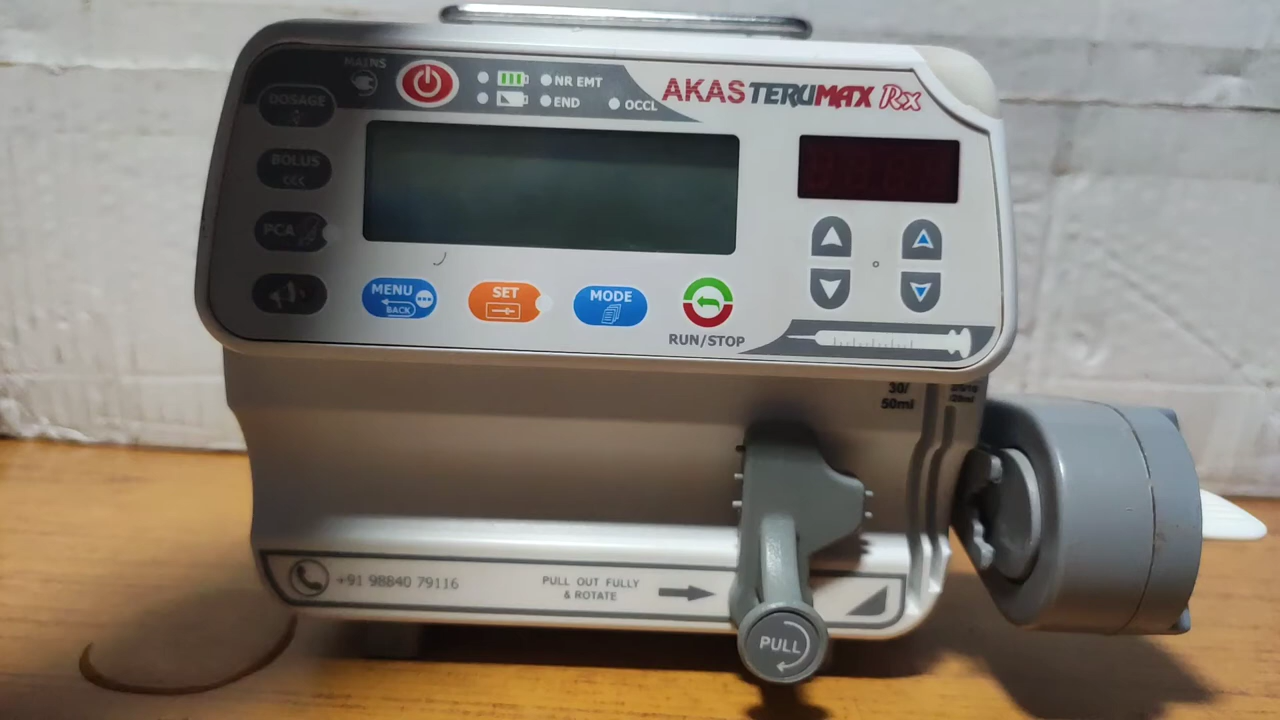 MAINS
DOSAGE
NR EMT
END
OCCL
AKAS TERUMAX Rx
BOLUS
<<<
PCA
MENU
BACK
SET
MODE
RUN/STOP
30/
50ml
+91 98840 79116
PULL OUT FULLY
& ROTATE
PULL